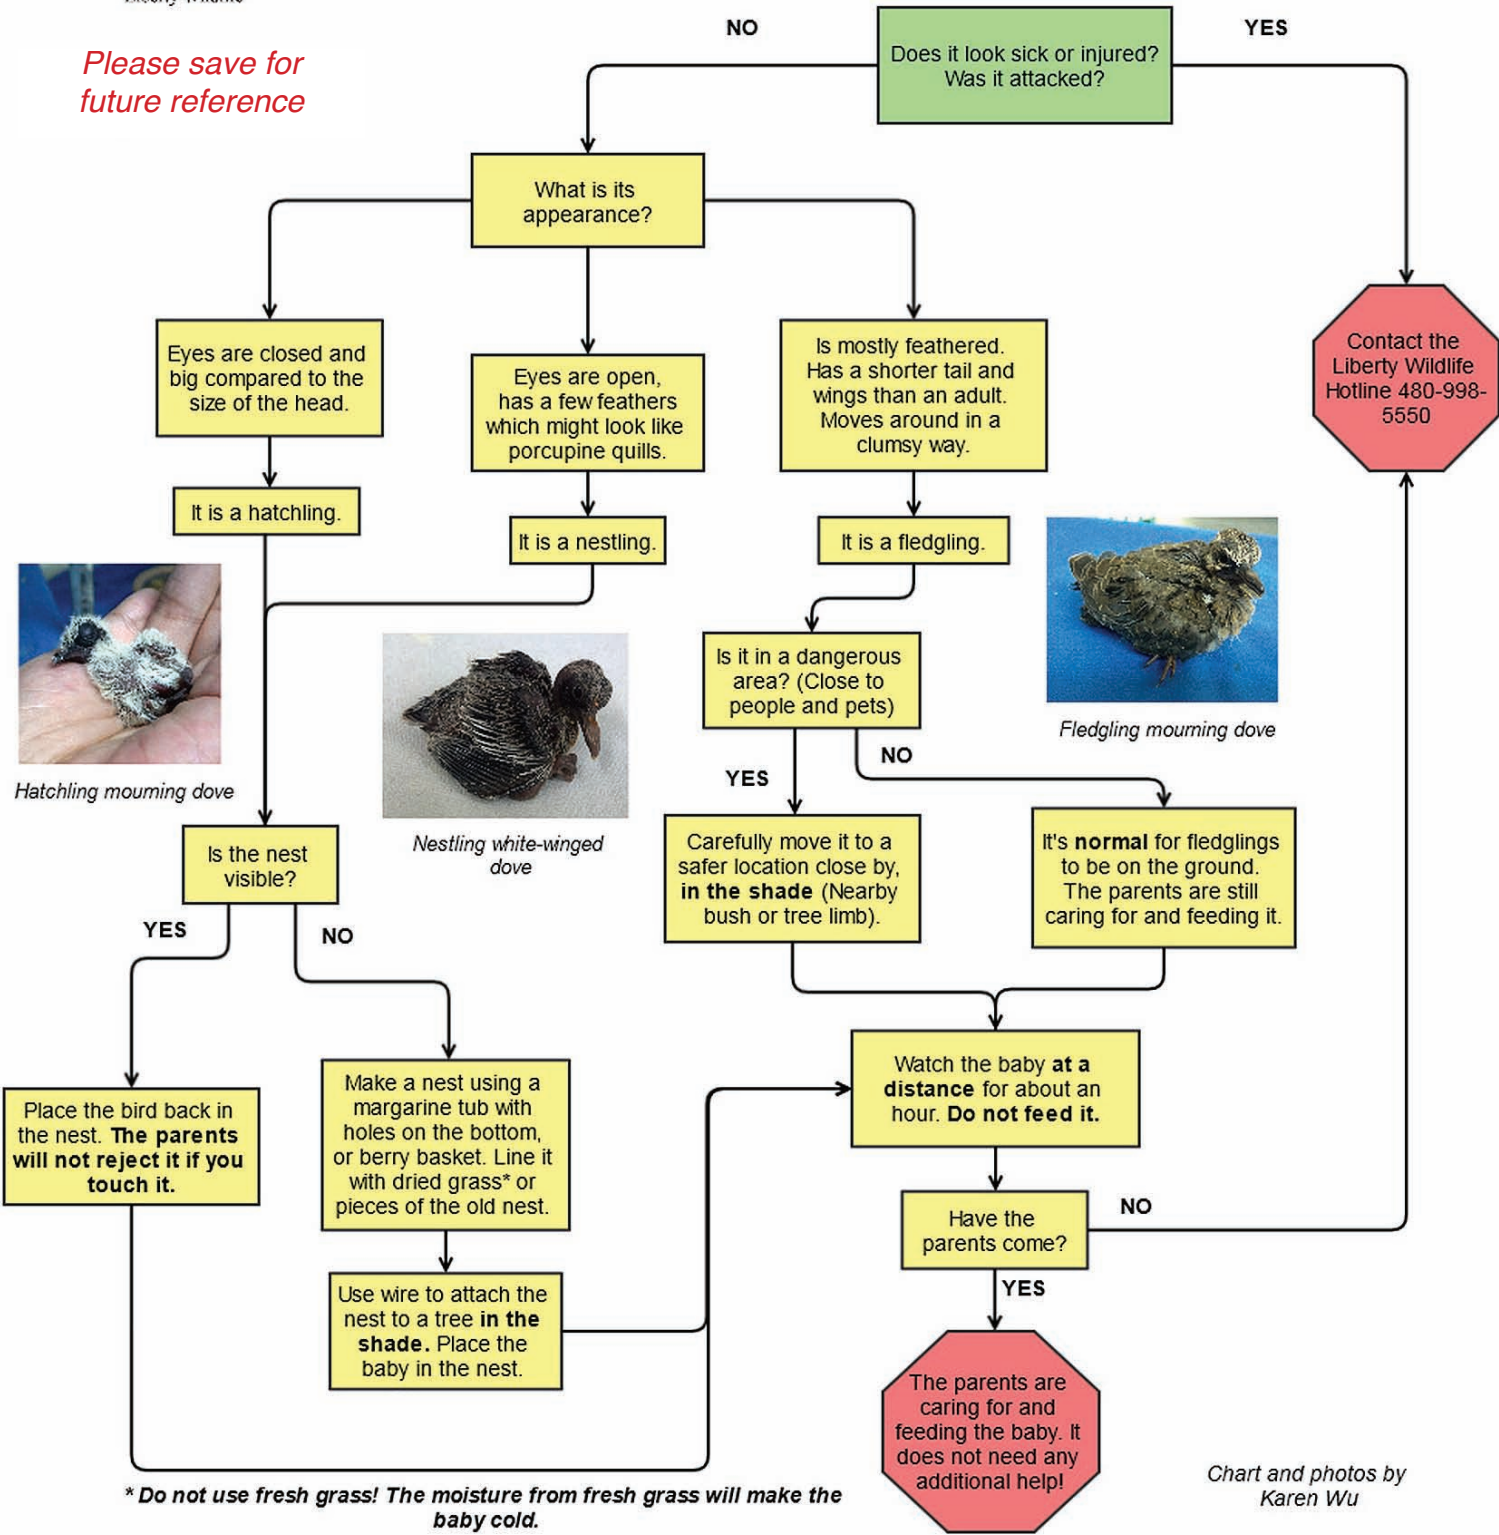 Liberty Wildlife
Please save for
future reference
NO
Does it look sick or injured?
Was it attacked?
YES
What is its
appearance?
Eyes are closed and
big compared to the
size of the head.
Eyes are open,
has a few feathers
which might look like
porcupine quills.
Is mostly feathered.
Has a shorter tail and
wings than an adult.
Moves around in a
clumsy way.
Contact the
Liberty Wildlife
Hotline 480-998-
5550
It is a hatchling.
It is a nestling.
It is a fledgling.
Hatchling mourning dove
Nestling white-winged
dove
Is it in a dangerous
area? (Close to
people and pets)
Fledgling mourning dove
YES
NO
Is the nest
visible?
Carefully move it to a
safer location close by,
in the shade (Nearby
bush or tree limb).
It's normal for fledglings
to be on the ground.
The parents are still
caring for and feeding it.
YES
NO
Place the bird back in
the nest. The parents
will not reject it if you
touch it.
Make a nest using a
margarine tub with
holes on the bottom,
or berry basket. Line it
with dried grass* or
pieces of the old nest.
Use wire to attach the
nest to a tree in the
shade. Place the
baby in the nest.
Watch the baby at a
distance for about an
hour. Do not feed it.
Have the
parents come?
NO
YES
The parents are
caring for and
feeding the baby. It
does not need any
additional help!
* Do not use fresh grass! The moisture from fresh grass will make the
baby cold.
Chart and photos by
Karen Wu